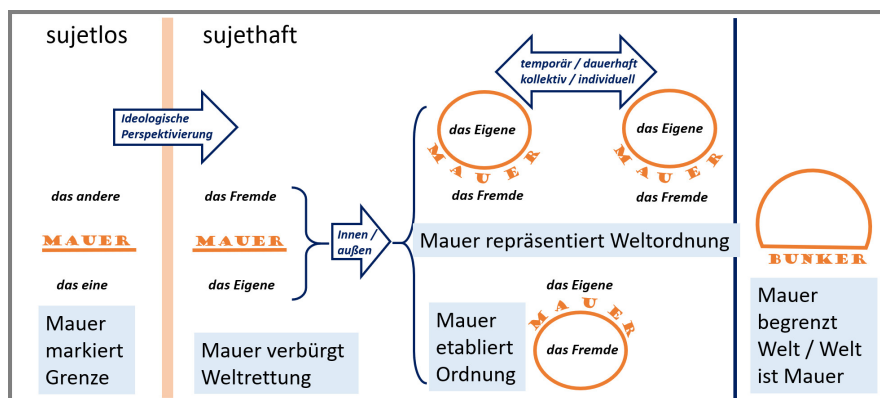 sujetlos
sujethaft
Ideologische
Perspektivierung
das andere
MAUER
das eine
Mauer
markiert
Grenze
das Fremde
MAUER
das Eigene
Mauer verbürgt
Weltrettung
Innen /
außen
temporär / dauerhaft
kollektiv / individuell
das Eigene
MAUER
das Fremde
das Eigene
MAUER
das Fremde
Mauer repräsentiert Weltordnung
das Eigene
MAUER
das Fremde
Mauer
etabliert
Ordnung
BUNKER
Mauer
begrenzt
Welt / Welt
ist Mauer